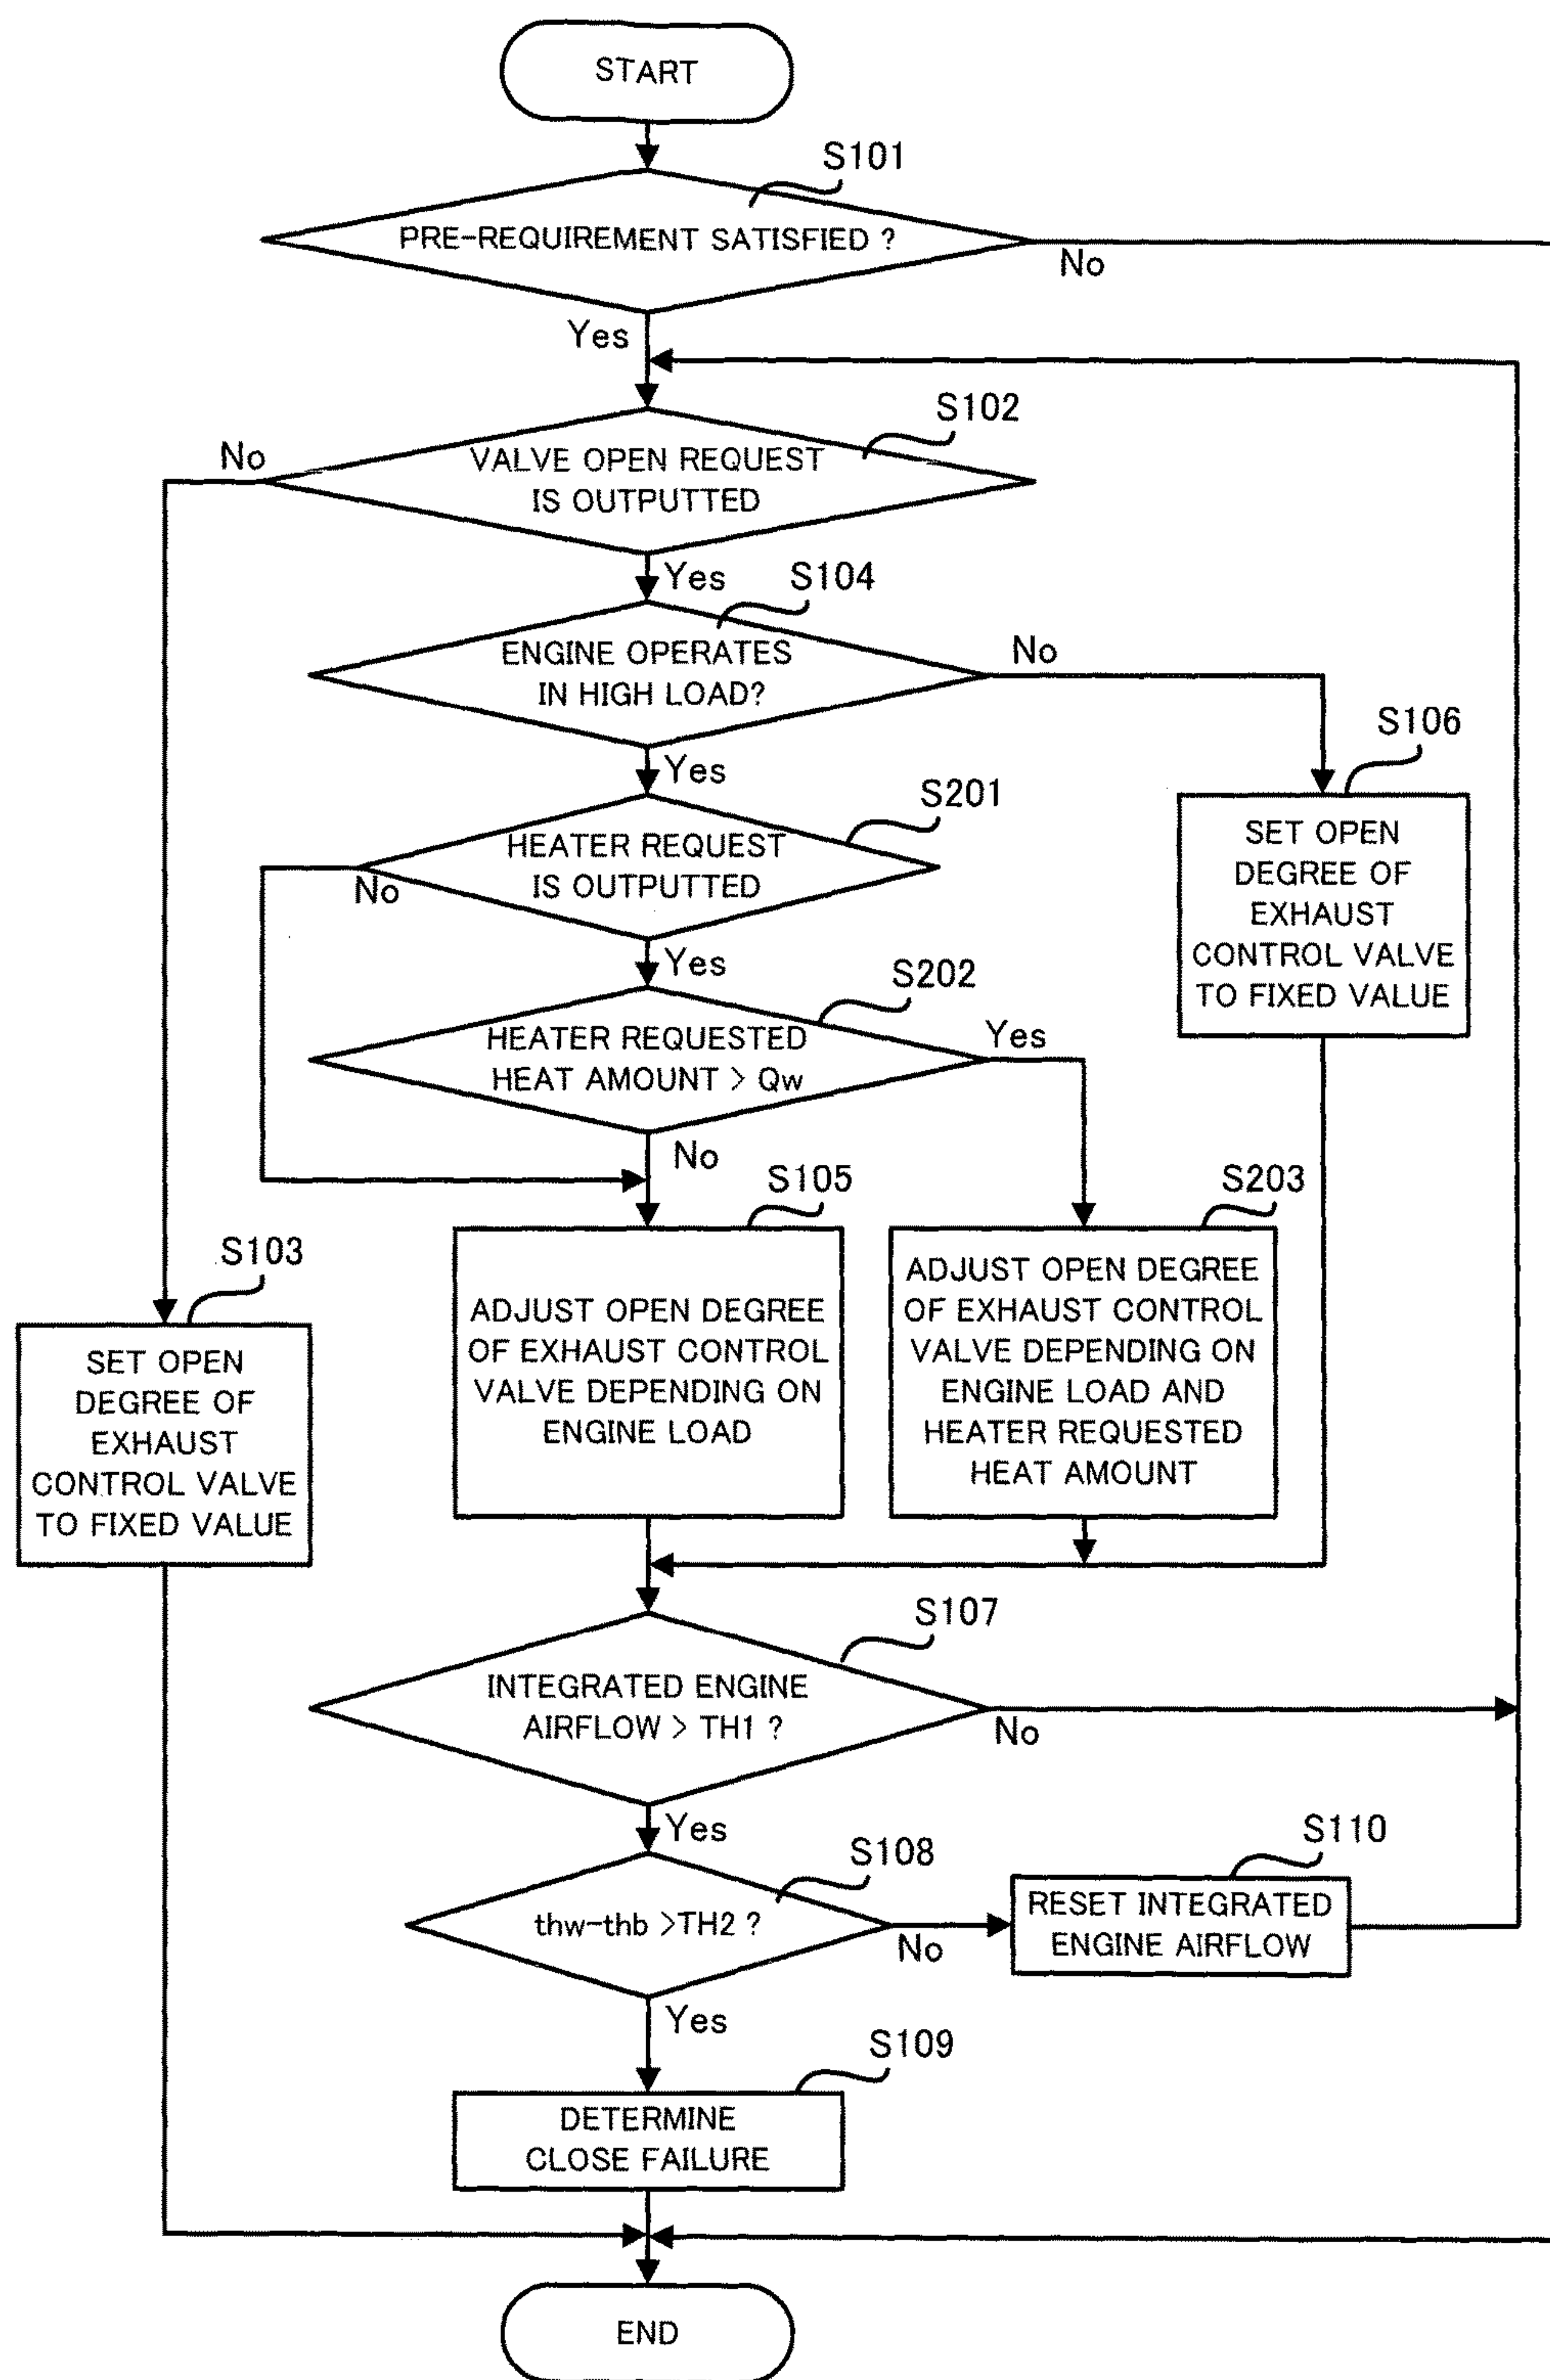 START
S101
PRE-REQUIREMENT SATISFIED ?
No
Yes
S102
No
VALVE OPEN REQUEST
IS OUTPUTTED
Yes
S104
ENGINE OPERATES
IN HIGH LOAD?
No
S106
Yes
SET OPEN
DEGREE OF
EXHAUST
CONTROL VALVE
TO FIXED VALUE
S201
HEATER REQUEST
IS OUTPUTTED
No
Yes
S202
HEATER REQUESTED
HEAT AMOUNT > Qw
Yes
No
S105
S203
S103
ADJUST OPEN DEGREE
OF EXHAUST CONTROL
VALVE DEPENDING ON
ENGINE LOAD
ADJUST OPEN DEGREE
OF EXHAUST CONTROL
VALVE DEPENDING ON
ENGINE LOAD AND
HEATER REQUESTED
HEAT AMOUNT
SET OPEN
DEGREE OF
EXHAUST
CONTROL VALVE
TO FIXED VALUE
S107
INTEGRATED ENGINE
AIRFLOW > TH1 ?
No
Yes
S108
S110
thw-thb >TH2 ?
No
RESET INTEGRATED
ENGINE AIRFLOW
Yes
S109
DETERMINE
CLOSE FAILURE
END